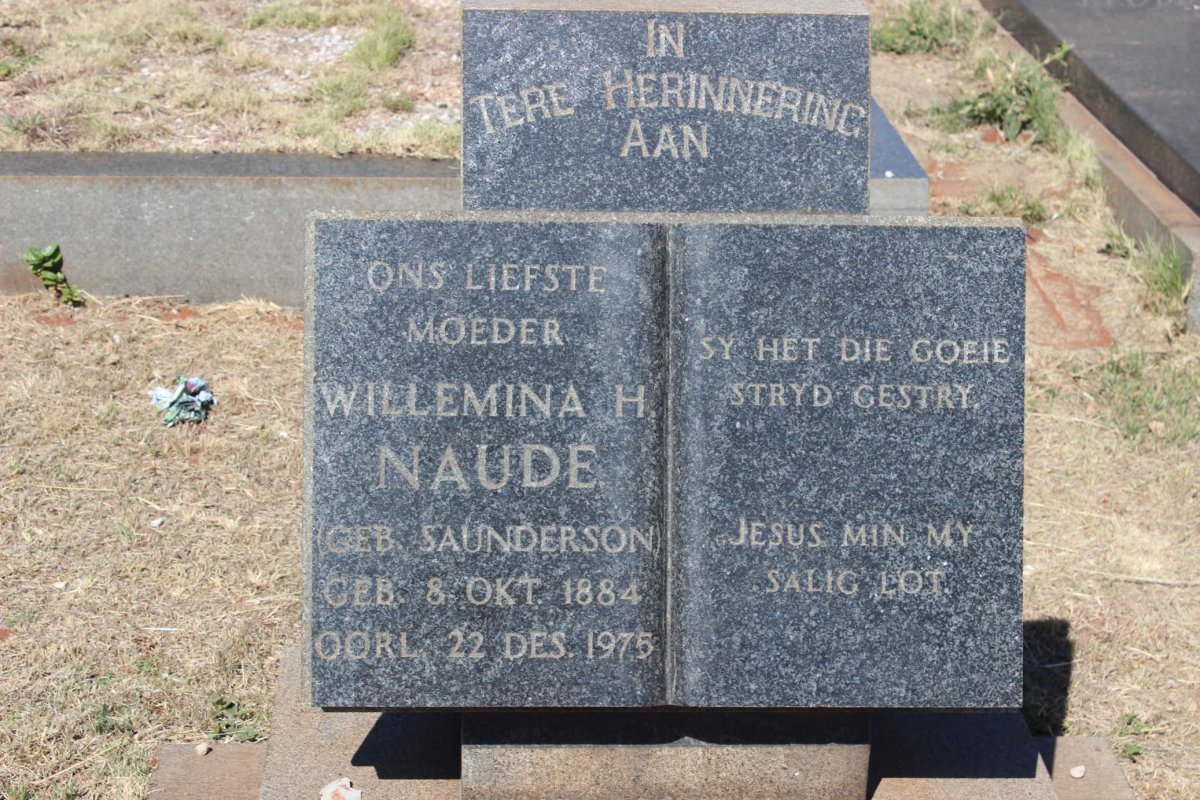 IN
TERE HERINNERING
AAN
ONS LIEFSTE
MOEDER
WILLEMINA H.
NAUDÉ
(GEB. SAUNDERSON)
GEB. 8. OKT. 1884
OORL. 22 DES. 1975
SY HET DIE GOEIE
STRYD GESTRY.
JESUS MIN MY
SALIG LOT.